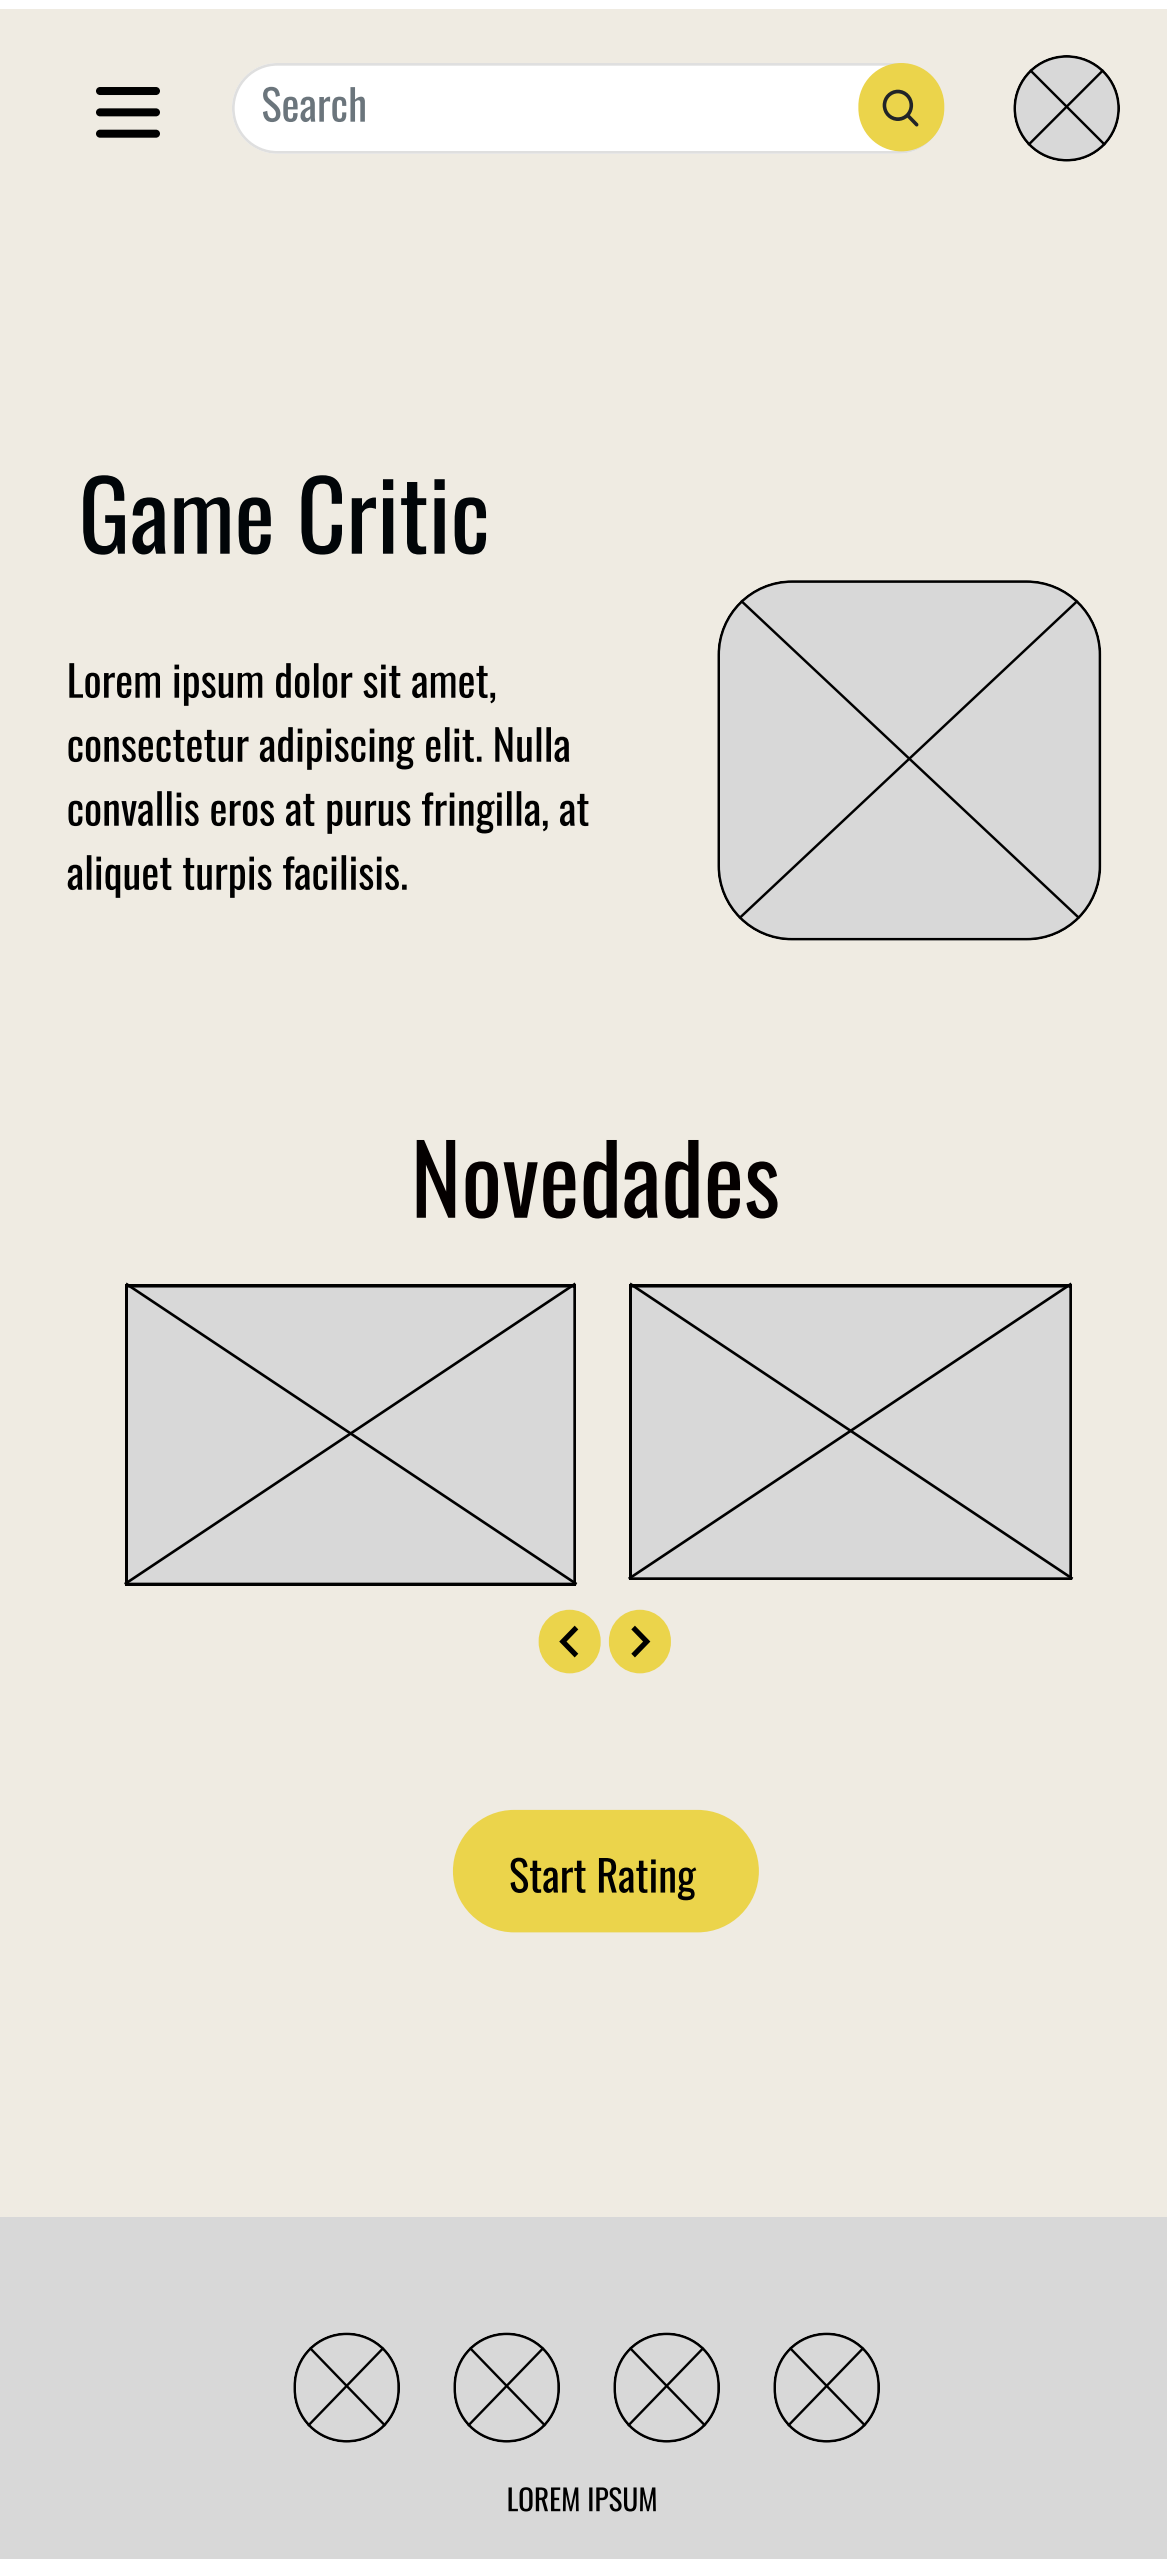 Search
Game Critic
Lorem ipsum dolor sit amet,
consectetur adipiscing elit. Nulla
convallis eros at purus fringilla, at
aliquet turpis facilisis.
Novedades
Start Rating
LOREM IPSUM